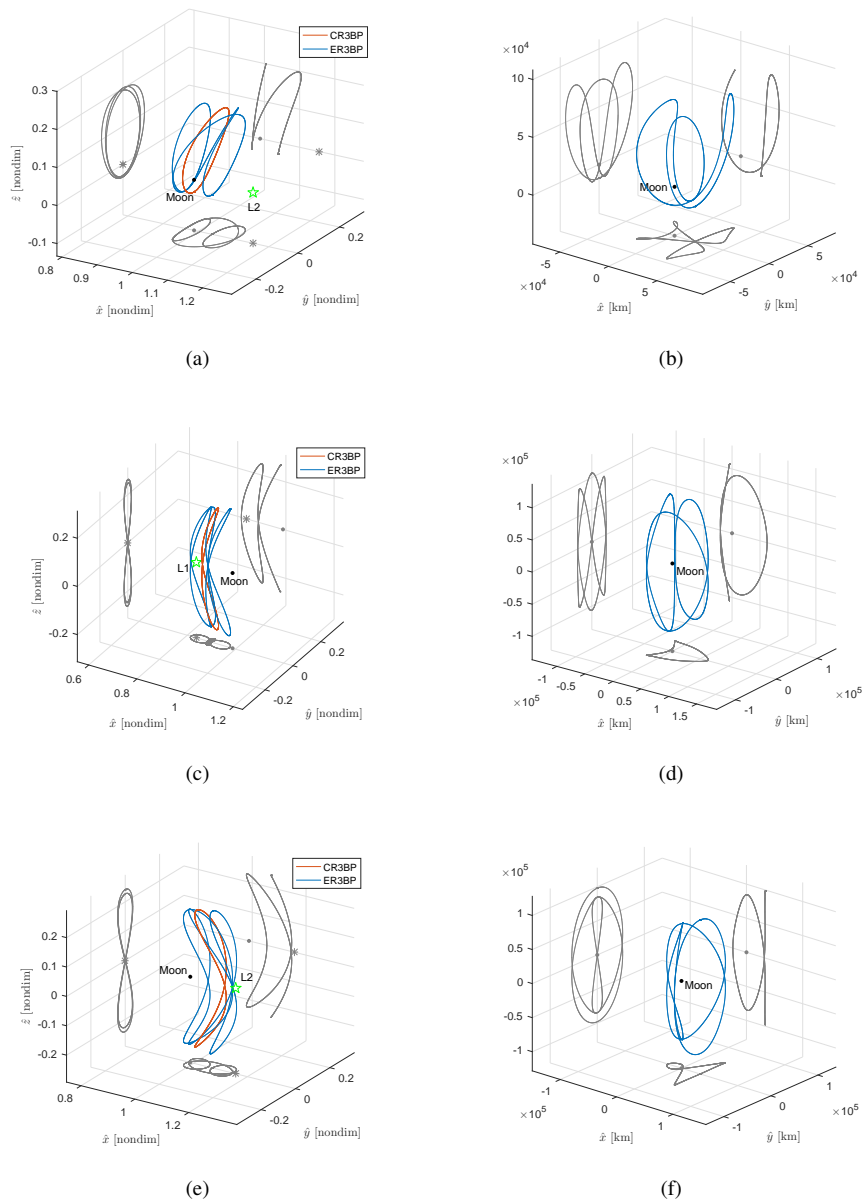 CR3BP
ER3BP
0.3
0.2
0.1
0
-0.1
ẑ [nondim]
Moon
L2
0.8
0.9
1
1.1
1.2
x̂ [nondim]
-0.2
0
0.2
ŷ [nondim]
(a)
×10⁴
10
5
0
Moon
-5
0
5
×10⁴
x̂ [km]
-5
0
5
×10⁴
ŷ [km]
(b)
CR3BP
ER3BP
0.2
0
-0.2
ẑ [nondim]
L1
Moon
0.6
0.8
1
1.2
x̂ [nondim]
-0.2
0
0.2
ŷ [nondim]
(c)
×10⁵
1
0.5
0
-0.5
-1
Moon
-1
-0.5
0
0.5
1
1.5
×10⁵
x̂ [km]
-1
0
1
×10⁵
ŷ [km]
(d)
CR3BP
ER3BP
0.2
0.1
0
-0.1
-0.2
ẑ [nondim]
Moon
L2
0.8
1
1.2
x̂ [nondim]
-0.2
0
0.2
ŷ [nondim]
(e)
×10⁵
1
0.5
0
-0.5
-1
Moon
-1
0
1
×10⁵
x̂ [km]
-1
0
1
×10⁵
ŷ [km]
(f)